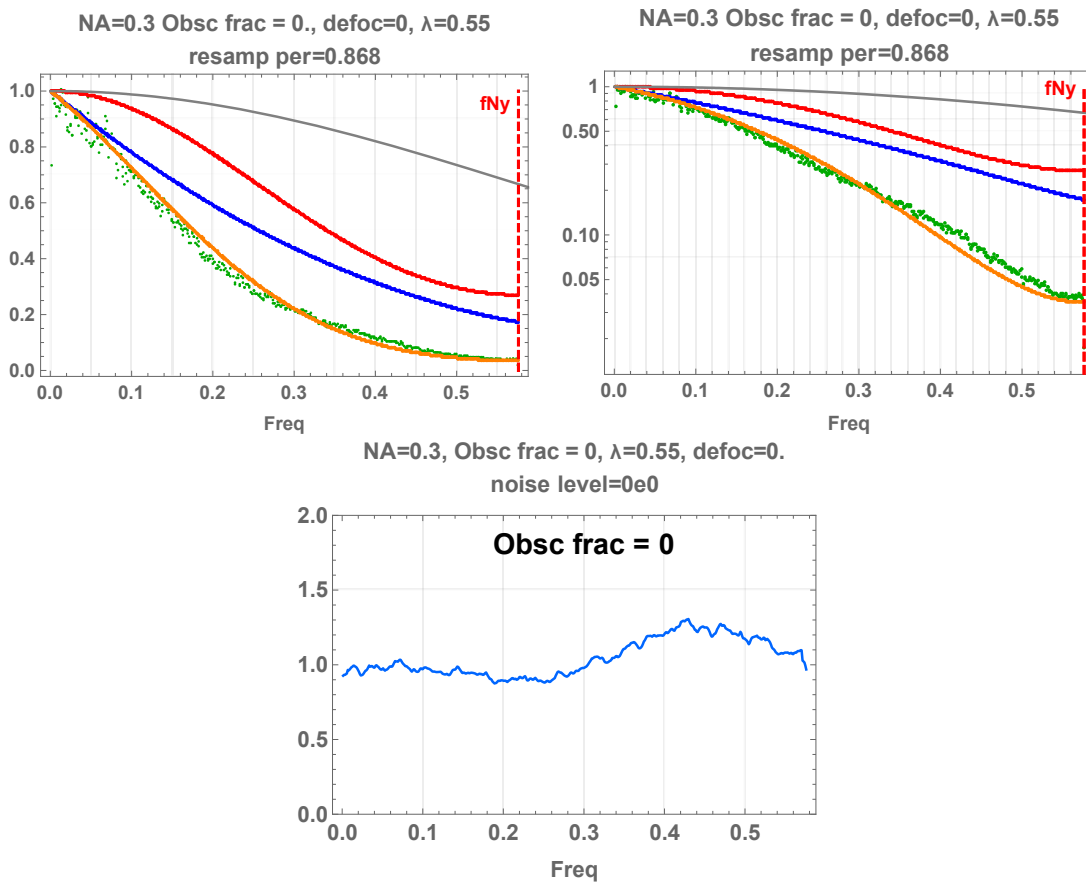 NA=0.3 Obsc frac = 0., defoc=0, λ=0.55
resamp per=0.868
fNy
1.0
0.8
0.6
0.4
0.2
0.0
0.0 0.1 0.2 0.3 0.4 0.5
Freq
NA=0.3 Obsc frac = 0, defoc=0, λ=0.55
resamp per=0.868
fNy
1
0.50
0.10
0.05
0.0 0.1 0.2 0.3 0.4 0.5
Freq
NA=0.3, Obsc frac = 0, λ=0.55, defoc=0.
noise level=0e0
Obsc frac = 0
2.0
1.5
1.0
0.5
0.0
0.0 0.1 0.2 0.3 0.4 0.5
Freq